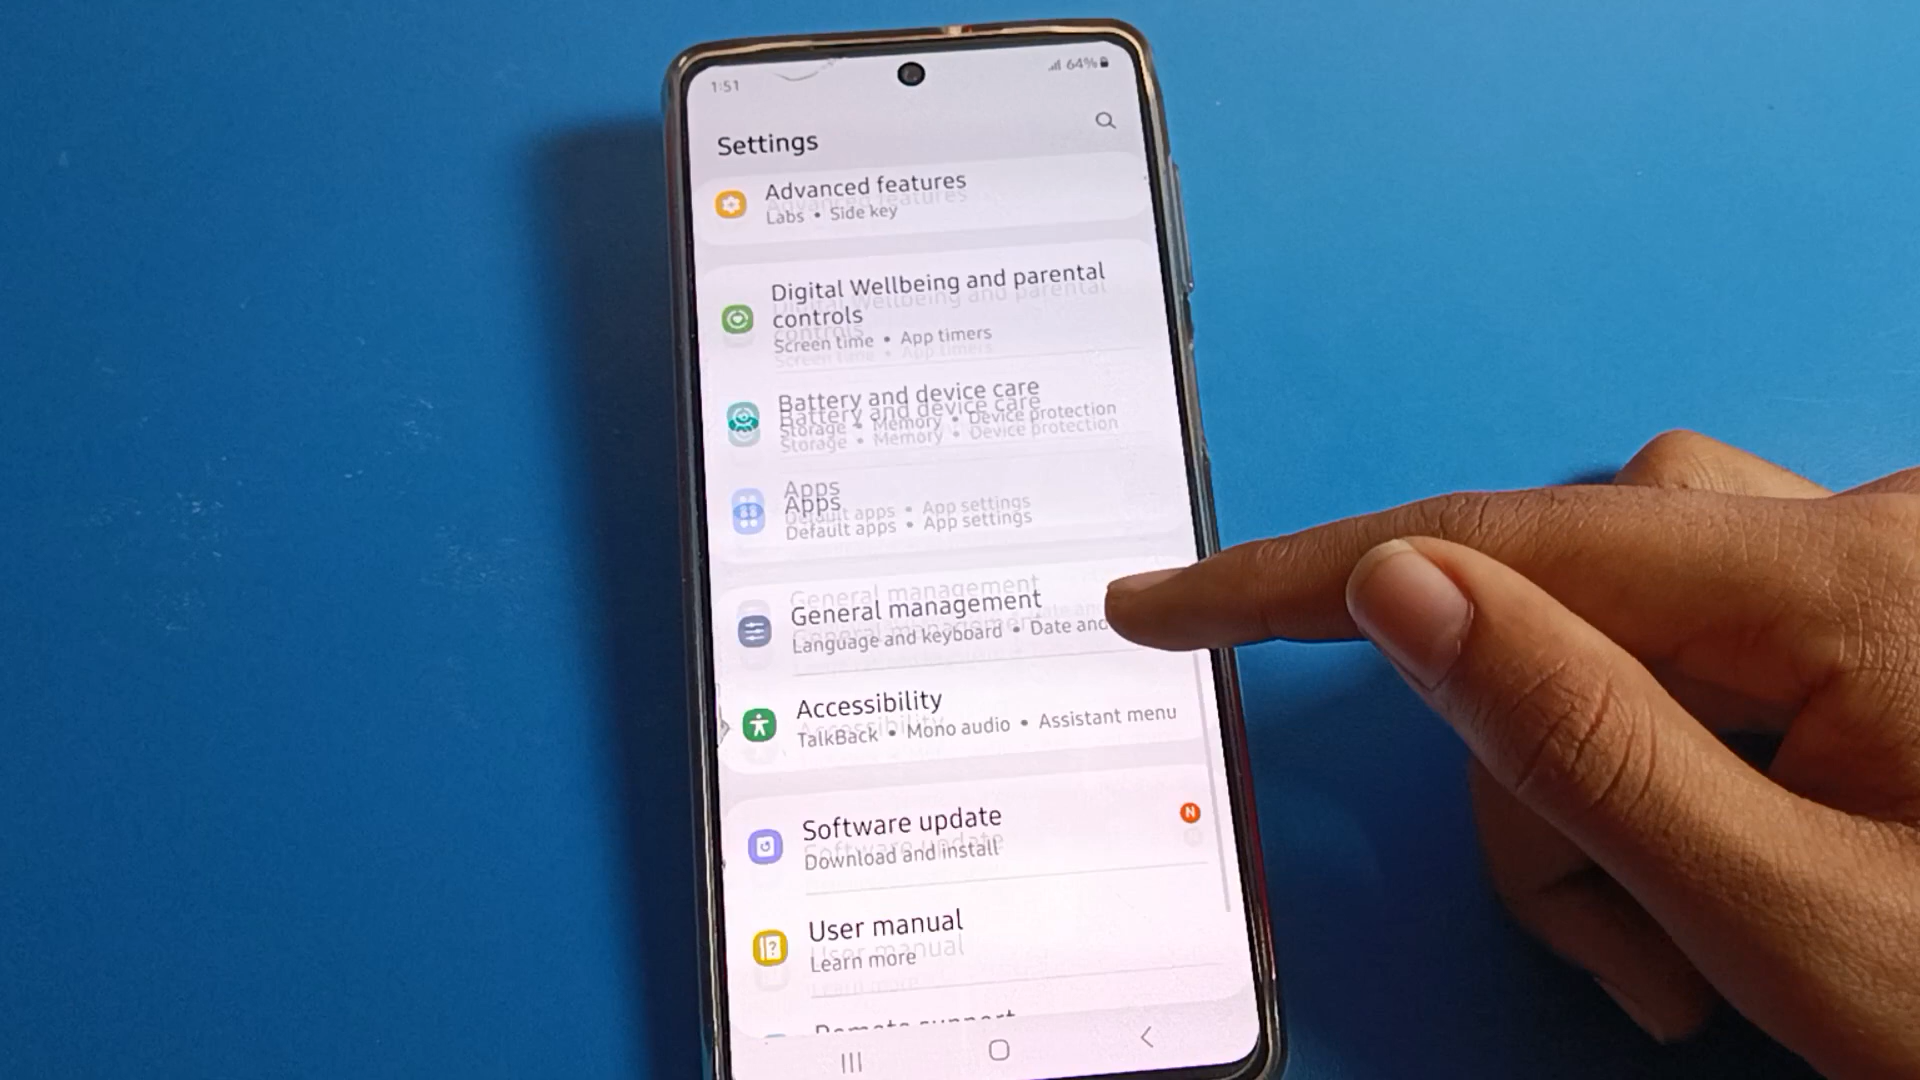 1:51
64%
Settings
Advanced features
Labs • Side key
Digital Wellbeing and parental
controls
Screen time • App timers
Battery and device care
Storage • Memory • Device protection
Apps
Default apps • App settings
General management
Language and keyboard • Date and
Accessibility
TalkBack • Mono audio • Assistant menu
Software update
N
Download and install
User manual
Learn more